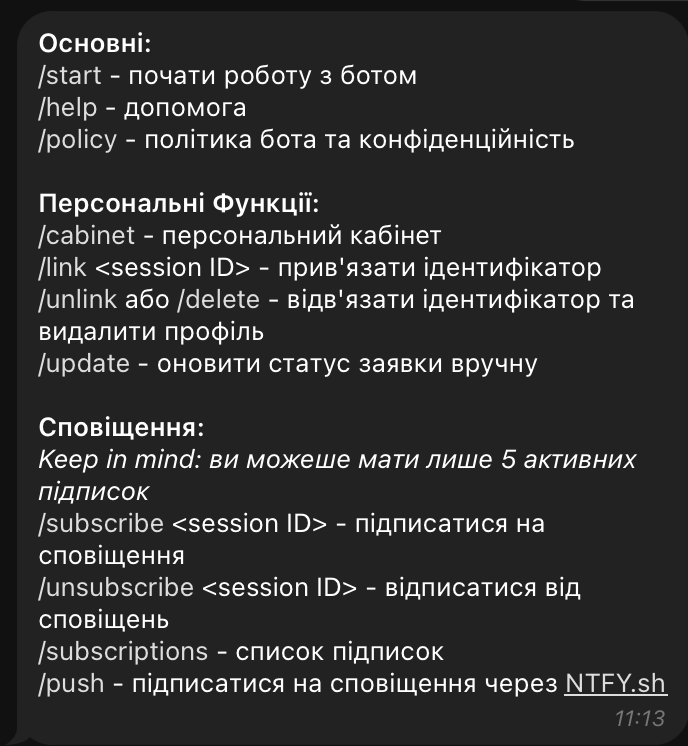 Основні:
/start - почати роботу з ботом
/help - допомога
/policy - політика бота та конфіденційність
Персональні Функції:
/cabinet - персональний кабінет
/link <session ID> - прив'язати ідентифікатор
/unlink або /delete - відв'язати ідентифікатор та
видалити профіль
/update - оновити статус заявки вручну
Сповіщення:
Keep in mind: ви можеше мати лише 5 активних
підписок
/subscribe <session ID> - підписатися на
сповіщення
/unsubscribe <session ID> - відписатися від
сповіщень
/subscriptions - список підписок
/push - підписатися на сповіщення через NTFY.sh
11:13